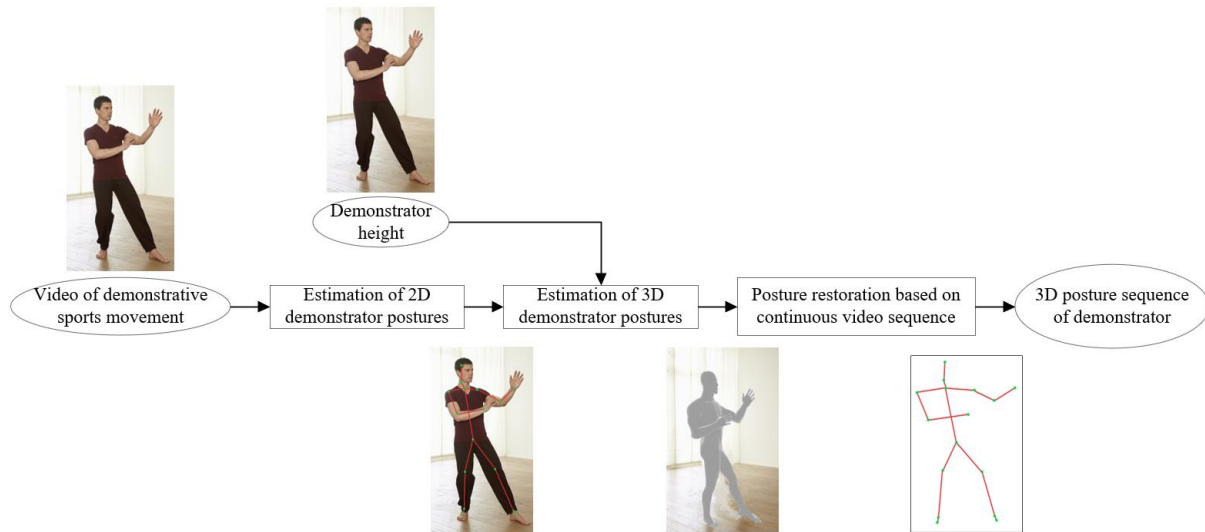 Demonstrator
height
Video of demonstrative
sports movement
Estimation of 2D
demonstrator postures
Estimation of 3D
demonstrator postures
Posture restoration based on
continuous video sequence
3D posture sequence
of demonstrator